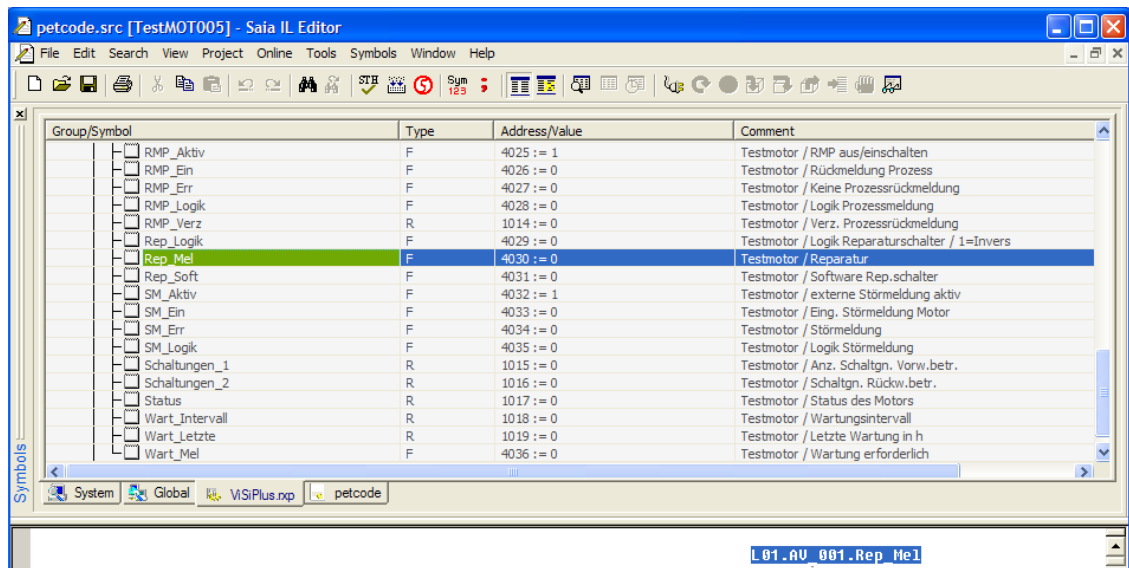 petcode.src [TestMOT005] - Saia IL Editor
File Edit Search View Project Online Tools Symbols Window Help
STH Sym 123
Group/Symbol Type Address/Value Comment
RMP_Aktiv F 4025 := 1 Testmotor / RMP aus/einschalten
RMP_Ein F 4026 := 0 Testmotor / Rückmeldung Prozess
RMP_Err F 4027 := 0 Testmotor / Keine Prozessrückmeldung
RMP_Logik F 4028 := 0 Testmotor / Logik Prozessmeldung
RMP_Verz R 1014 := 0 Testmotor / Verz. Prozessrückmeldung
Rep_Logik F 4029 := 0 Testmotor / Logik Reparaturschalter / 1=Invers
Rep_Mel F 4030 := 0 Testmotor / Reparatur
Rep_Soft F 4031 := 0 Testmotor / Software Rep.schalter
SM_Aktiv F 4032 := 1 Testmotor / externe Störmeldung aktiv
SM_Ein F 4033 := 0 Testmotor / Eing. Störmeldung Motor
SM_Err F 4034 := 0 Testmotor / Störmeldung
SM_Logik F 4035 := 0 Testmotor / Logik Störmeldung
Schaltungen_1 R 1015 := 0 Testmotor / Anz. Schaltgn. Vorw.betr.
Schaltungen_2 R 1016 := 0 Testmotor / Schaltgn. Rückw.betr.
Status R 1017 := 0 Testmotor / Status des Motors
Wart_Intervall R 1018 := 0 Testmotor / Wartungsintervall
Wart_Letzte R 1019 := 0 Testmotor / Letzte Wartung in h
Wart_Mel F 4036 := 0 Testmotor / Wartung erforderlich
Symbols
System Global ViSiPlus.rxp petcode
L01.AV_001.Rep_Mel